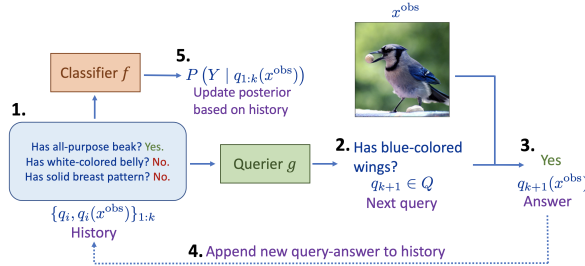 x^obs
5.
Classifier f
P(Y | q_{1:k}(x^obs))
Update posterior
based on history
1.
Has all-purpose beak? Yes.
Has white-colored belly? No.
Has solid breast pattern? No.
Querier g
2. Has blue-colored
wings?
q_{k+1} ∈ Q
Next query
3.
Yes
q_{k+1}(x^obs)
Answer
{q_i, q_i(x^obs)}_{1:k}
History
4. Append new query-answer to history